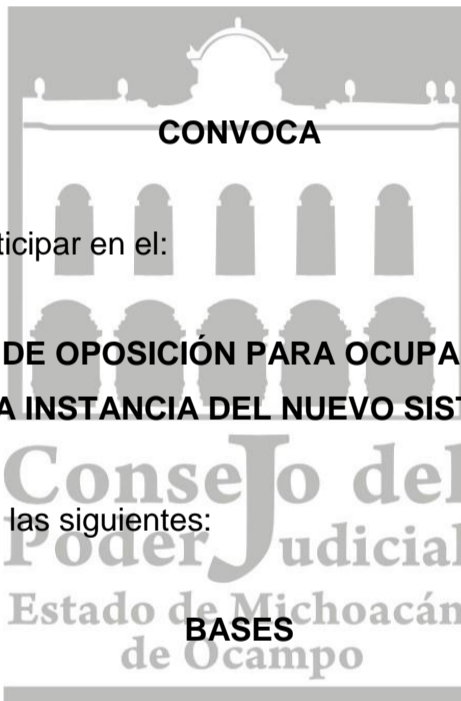 CONVOCA
ticipar en el:
DE OPOSICIÓN PARA OCUPA
A INSTANCIA DEL NUEVO SIST
Consejo del
las siguientes:
Poder Judicial
Estado de Michoacán
BASES
de Ocampo